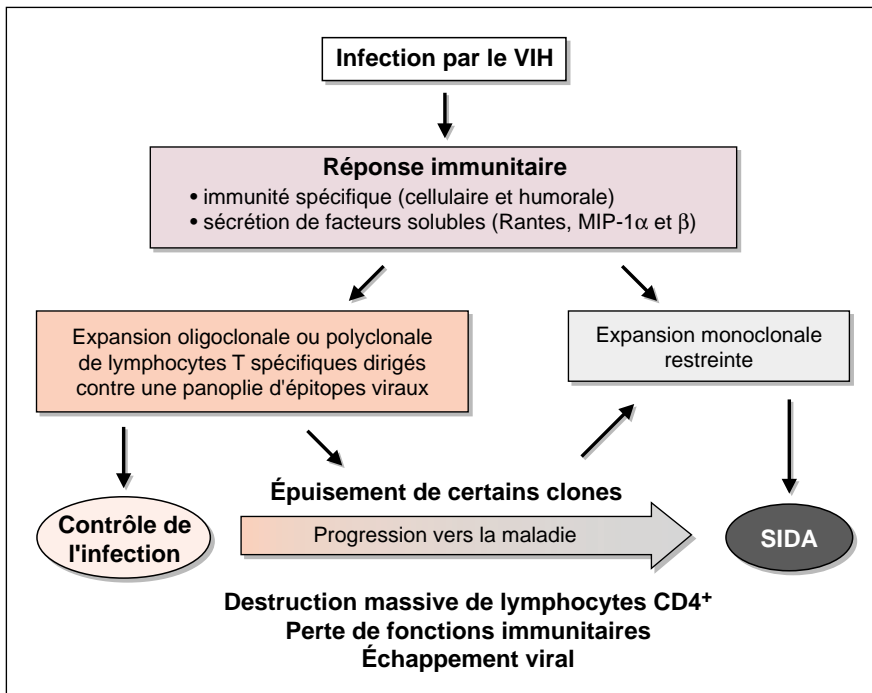 Infection par le VIH
Réponse immunitaire
• immunité spécifique (cellulaire et humorale)
• sécrétion de facteurs solubles (Rantes, MIP-1α et β)
Expansion oligoclonale ou polyclonale
de lymphocytes T spécifiques dirigés
contre une panoplie d'épitopes viraux
Expansion monoclonale
restreinte
Épuisement de certains clones
Contrôle de
l'infection
Progression vers la maladie
SIDA
Destruction massive de lymphocytes CD4⁺
Perte de fonctions immunitaires
Échappement viral